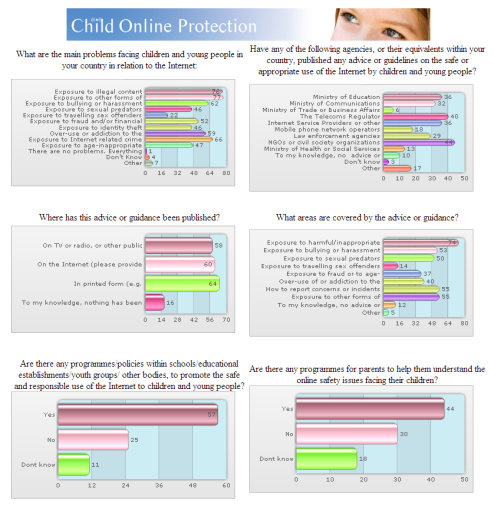 Child Online Protection
What are the main problems facing children and young people in
your country in relation to the Internet:
Exposure to illegal content 76
Exposure to other forms of 77
Exposure to bullying or harassment 62
Exposure to sexual predators 46
Exposure to travelling sex offenders 22
Exposure to fraud and/or financial 52
Exposure to identity theft 46
Over-use or addiction to the 59
Exposure to Internet related crime 66
Exposure to age-inappropriate 47
There are no problems. Everything 1
Don't Know 4
Other 7
0 14 28 42 56 70
Have any of the following agencies, or their equivalents within your
country, published any advice or guidelines on the safe or
appropriate use of the Internet by children and young people?
Ministry of Education 36
Ministry of Communications 32
Ministry of Trade or Business Affairs 6
The Telecoms Regulator 40
Internet Service Providers or other 36
Mobile phone network operators 18
Law enforcement agencies 29
NGOs or civil society organizations 44
Ministry of Health or Social Services 13
To my knowledge, no advice or 10
Don't know 3
Other 17
0 8 16 24 32 40
Where has this advice or guidance been published?
On TV or radio, or other public 58
On the Internet (please provide 60
In printed form (e.g. 64
To my knowledge, nothing has been 16
0 14 28 42 56 70
What areas are covered by the advice or guidance?
Exposure to harmful/inappropriate 74
Exposure to bullying or harassment 53
Exposure to sexual predators 50
Exposure to travelling sex offenders 14
Exposure to fraud or to age- 37
Over-use of or addiction to the 40
How to report concerns or incidents 55
Exposure to other forms of 55
To my knowledge, no advice or 12
Other 5
0 16 32 48 64 80
Are there any programmes/policies within schools/educational
establishments/youth groups/ other bodies, to promote the safe
and responsible use of the Internet to children and young people?
Yes 57
No 25
Dont know 11
0 12 24 36 48 60
Are there any programmes for parents to help them understand the
online safety issues facing their children?
Yes 44
No 30
Dont know 18
0 10 20 30 40 50